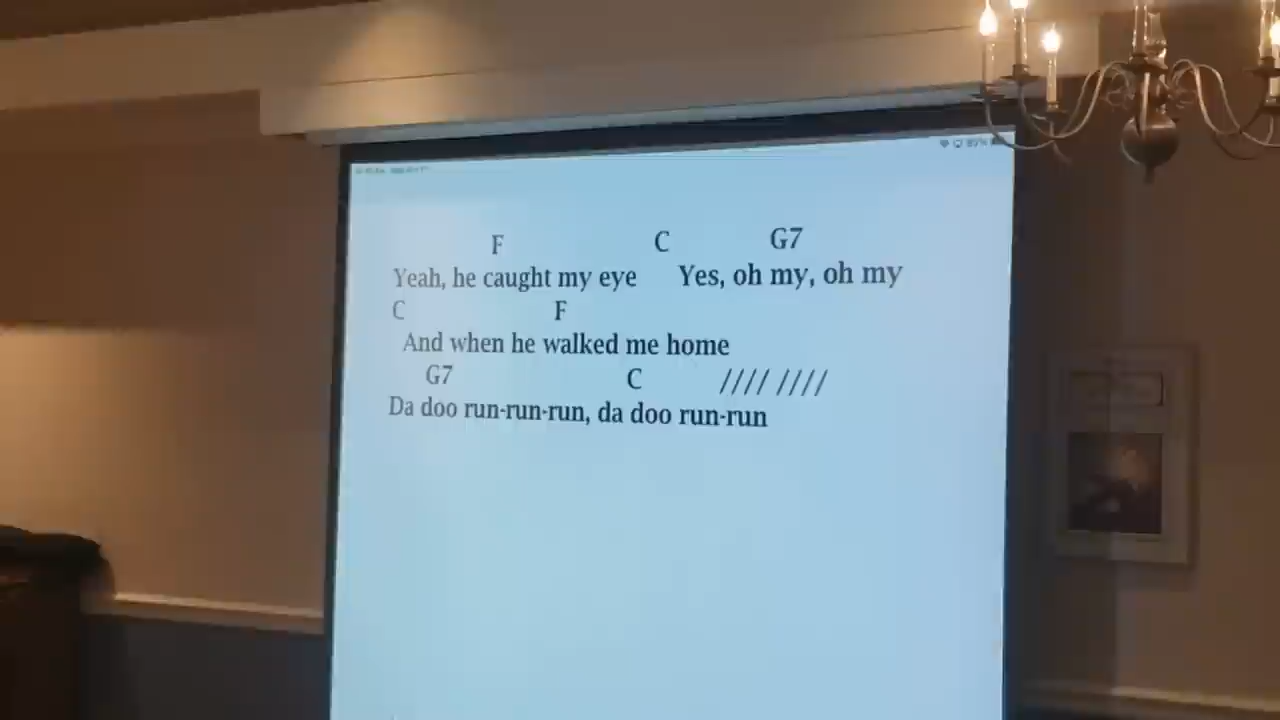 F C G7
Yeah, he caught my eye Yes, oh my, oh my
C F
And when he walked me home
G7 C //// ////
Da doo run-run-run, da doo run-run